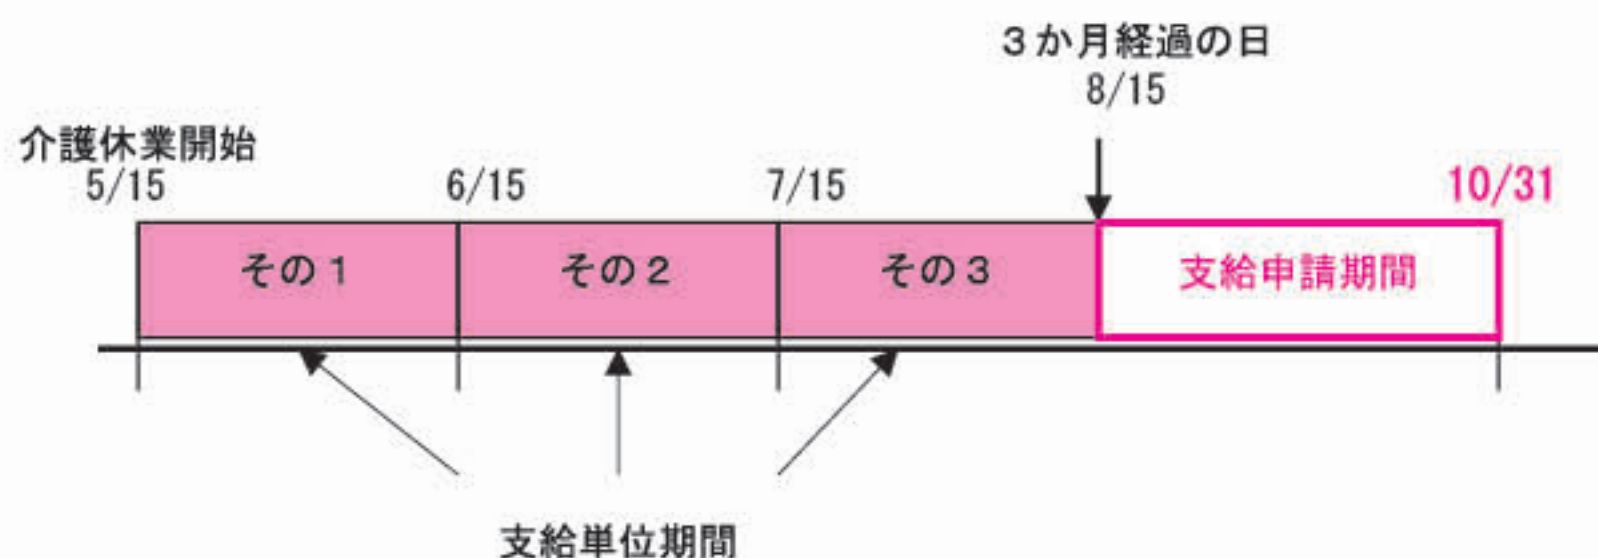 3か月経過の日
8/15
介護休業開始
5/15
6/15
7/15
10/31
その1
その2
その3
支給申請期間
支給単位期間